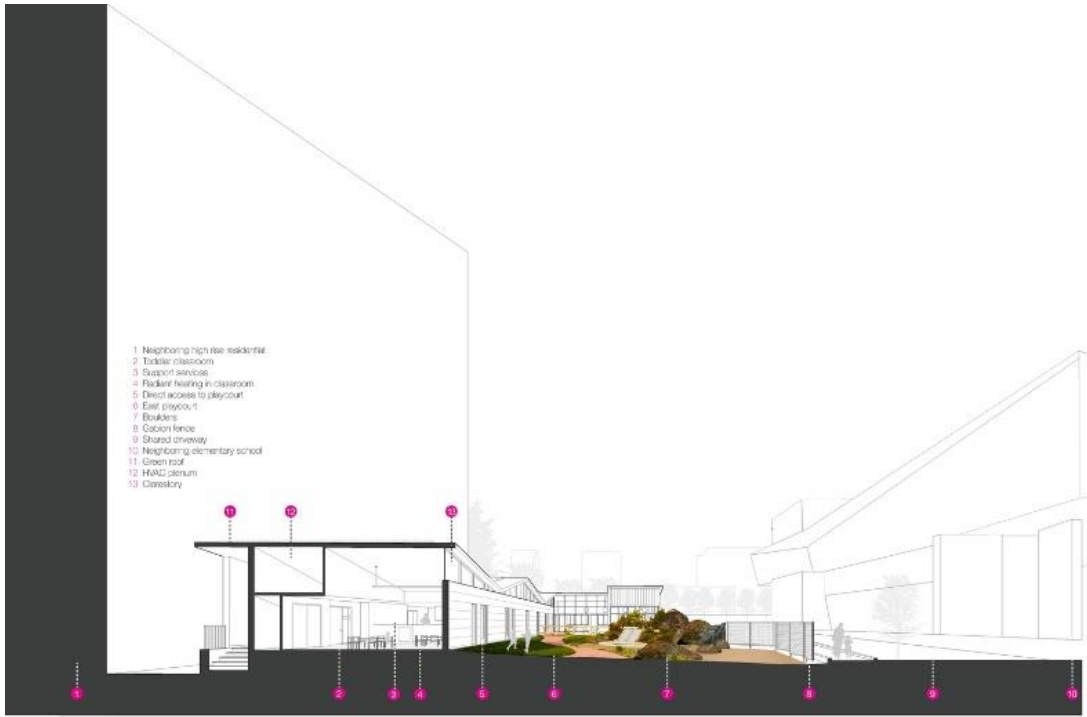 1 Neighboring high rise residential
2 Toddler classroom
3 Support services
4 Radiant heating in classroom
5 Direct access to playcourt
6 East playcourt
7 Boulders
8 Gabion fence
9 Shared driveway
10 Neighboring elementary school
11 Green roof
12 HVAC plenum
13 Clerestory
11 12 13
1 2 3 4 5 6 7 8 9 10